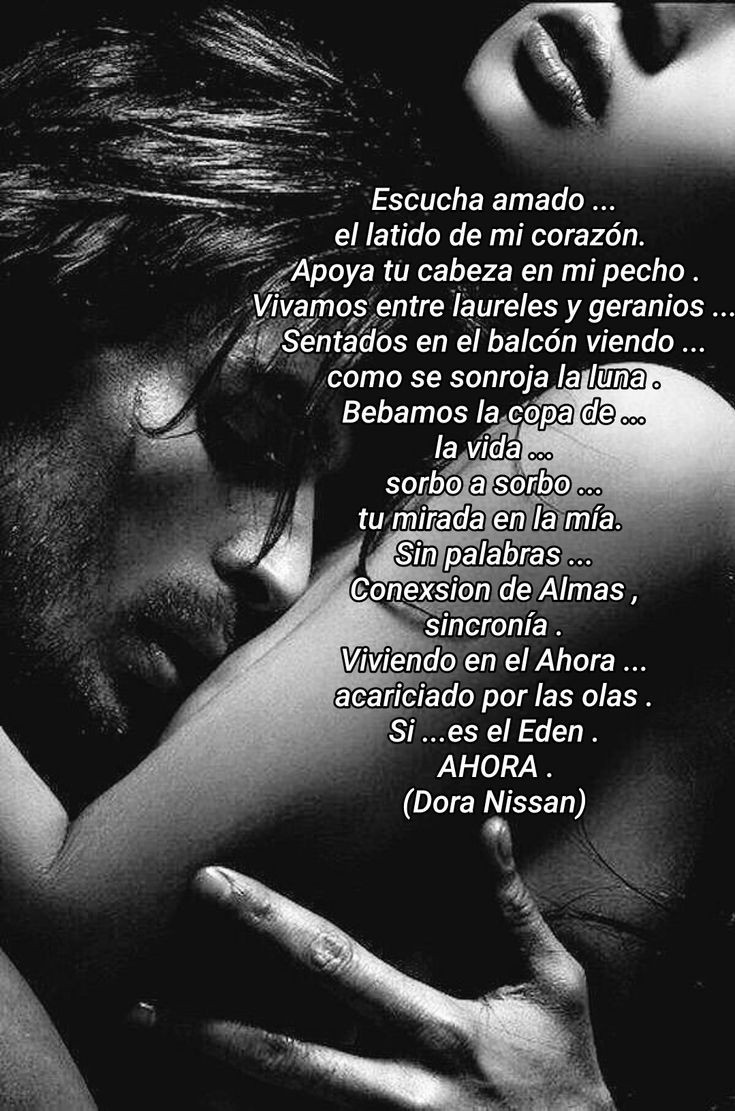 Escucha amado ...
el latido de mi corazón.
Apoya tu cabeza en mi pecho .
Vivamos entre laureles y geranios ...
Sentados en el balcón viendo ...
como se sonroja la luna .
Bebamos la copa de ...
la vida ...
sorbo a sorbo ...
tu mirada en la mía.
Sin palabras ...
Conexsion de Almas ,
sincronía .
Viviendo en el Ahora ...
acariciado por las olas .
Si ...es el Eden .
AHORA .
(Dora Nissan)